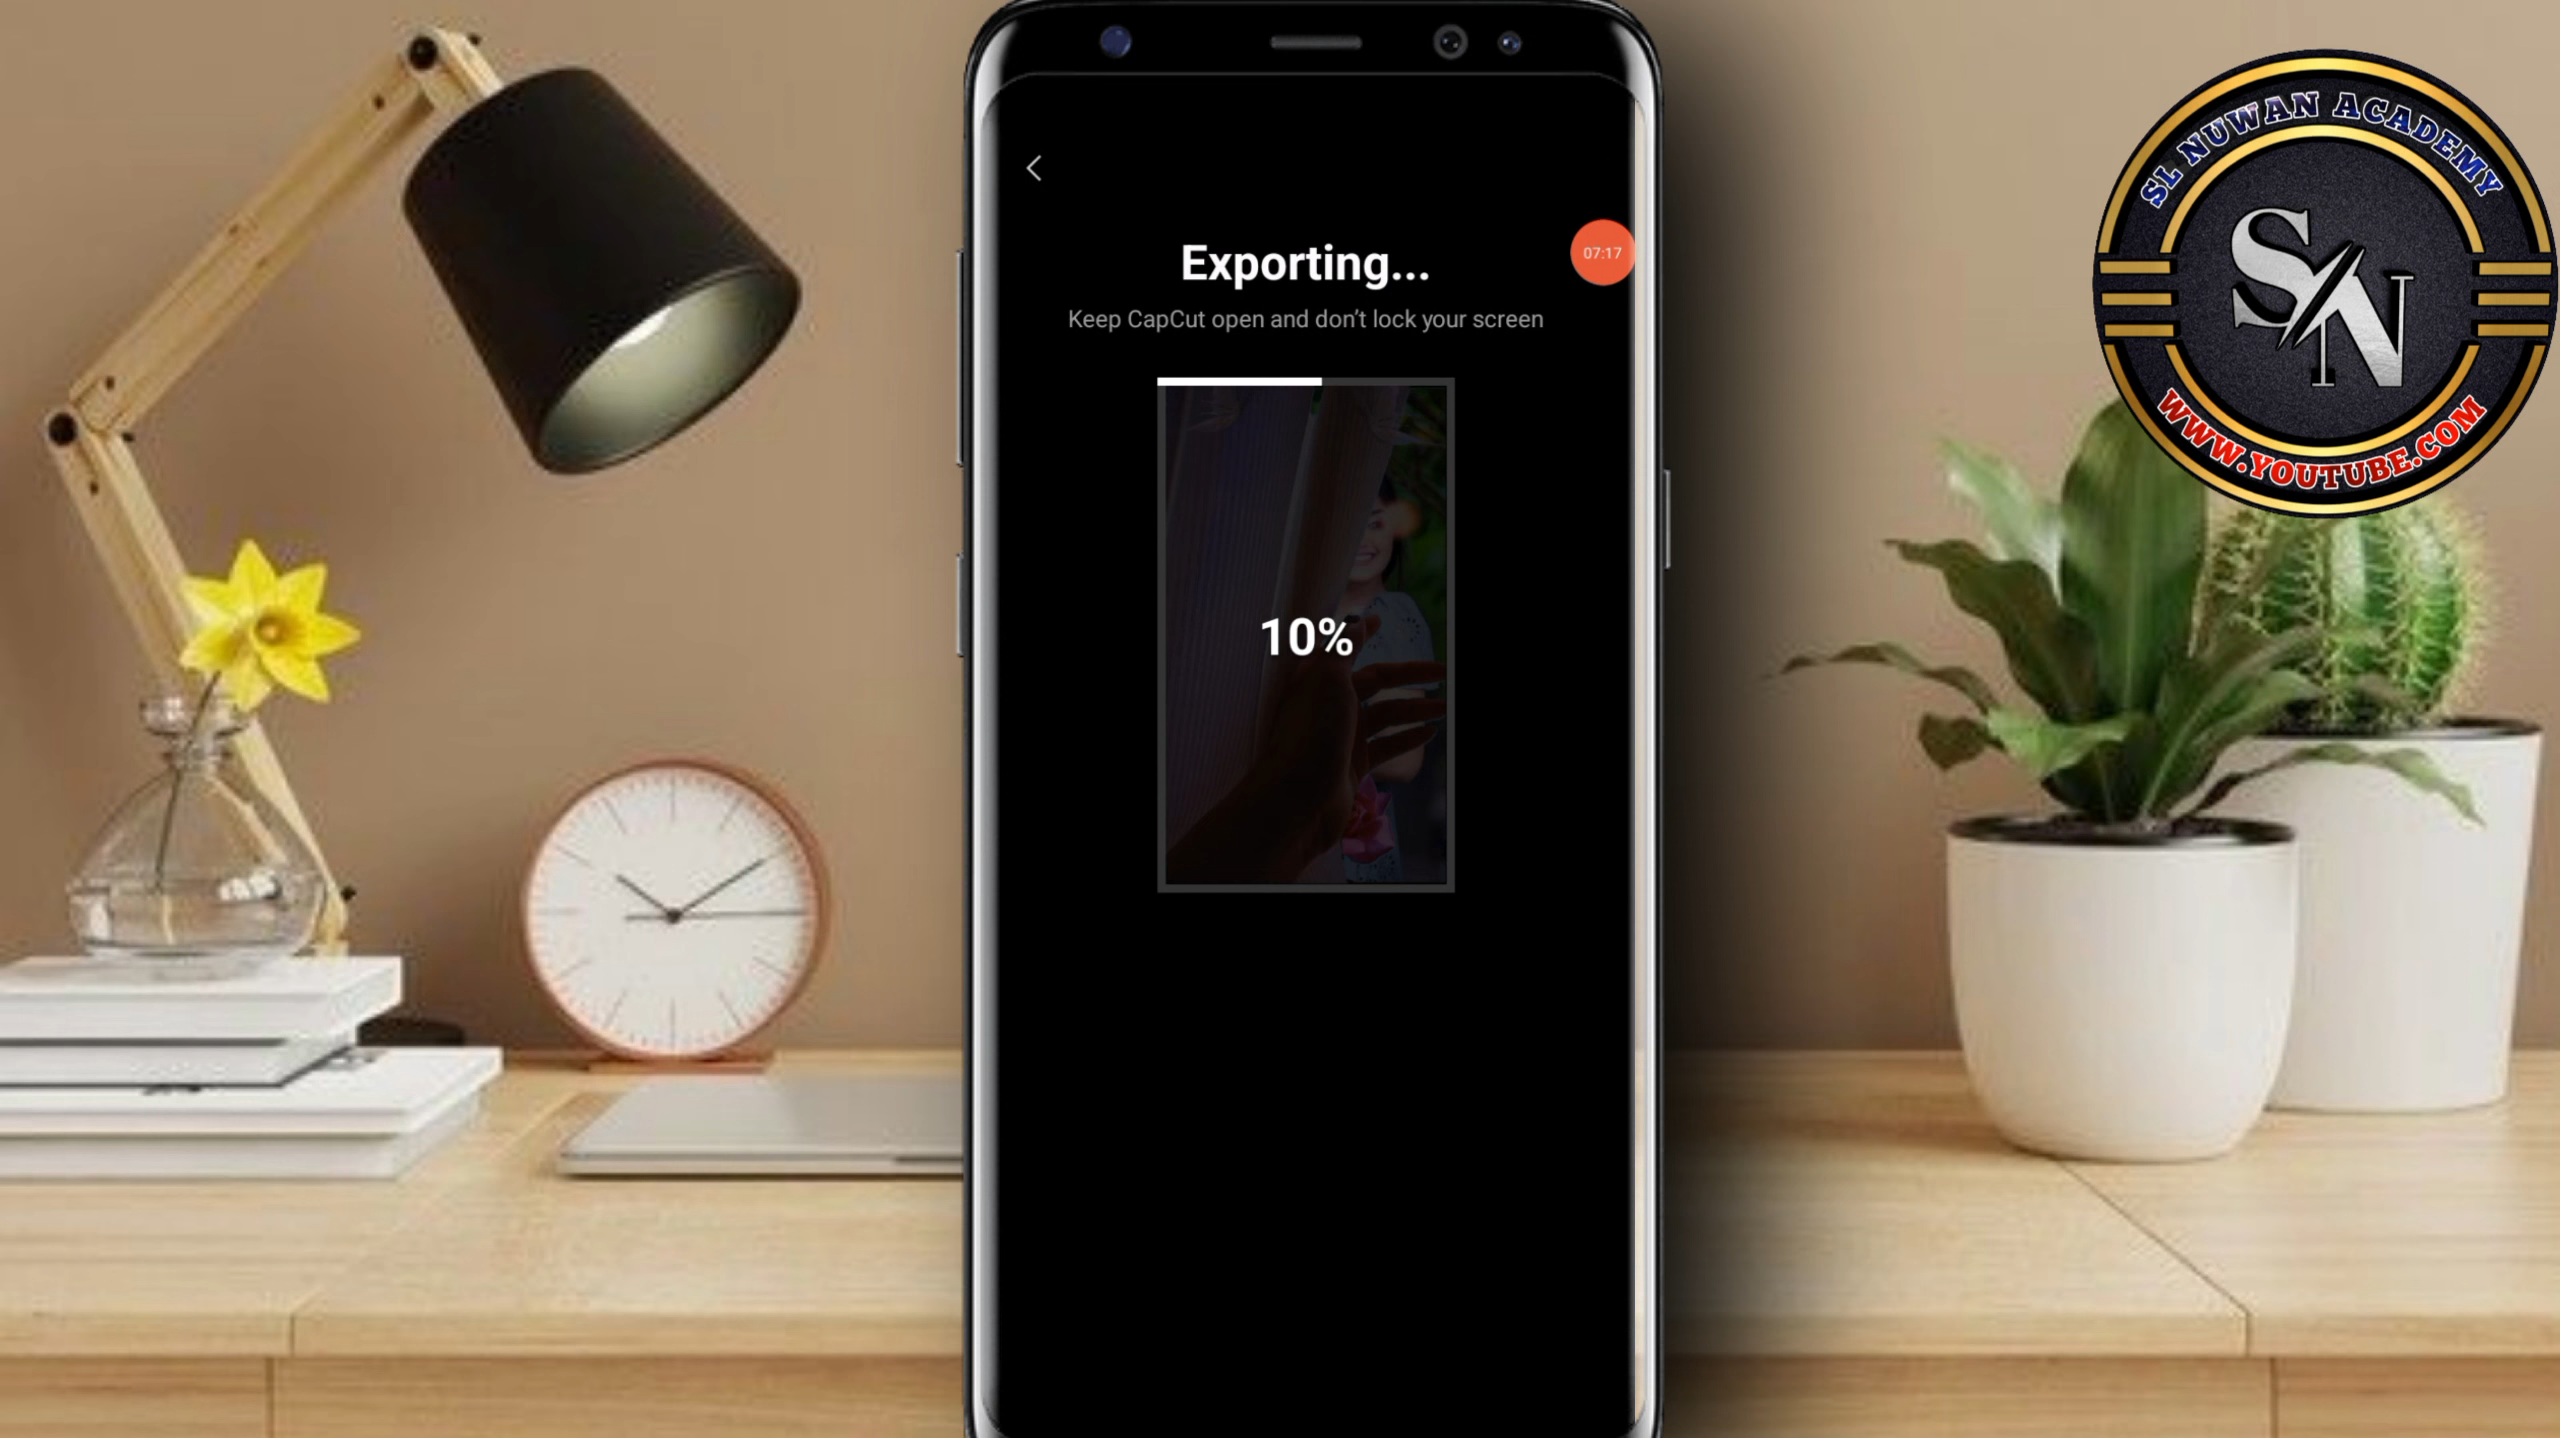 Exporting...
07:17
Keep CapCut open and don't lock your screen
10%
SL NUWAN ACADEMY
SN
WWW.YOUTUBE.COM